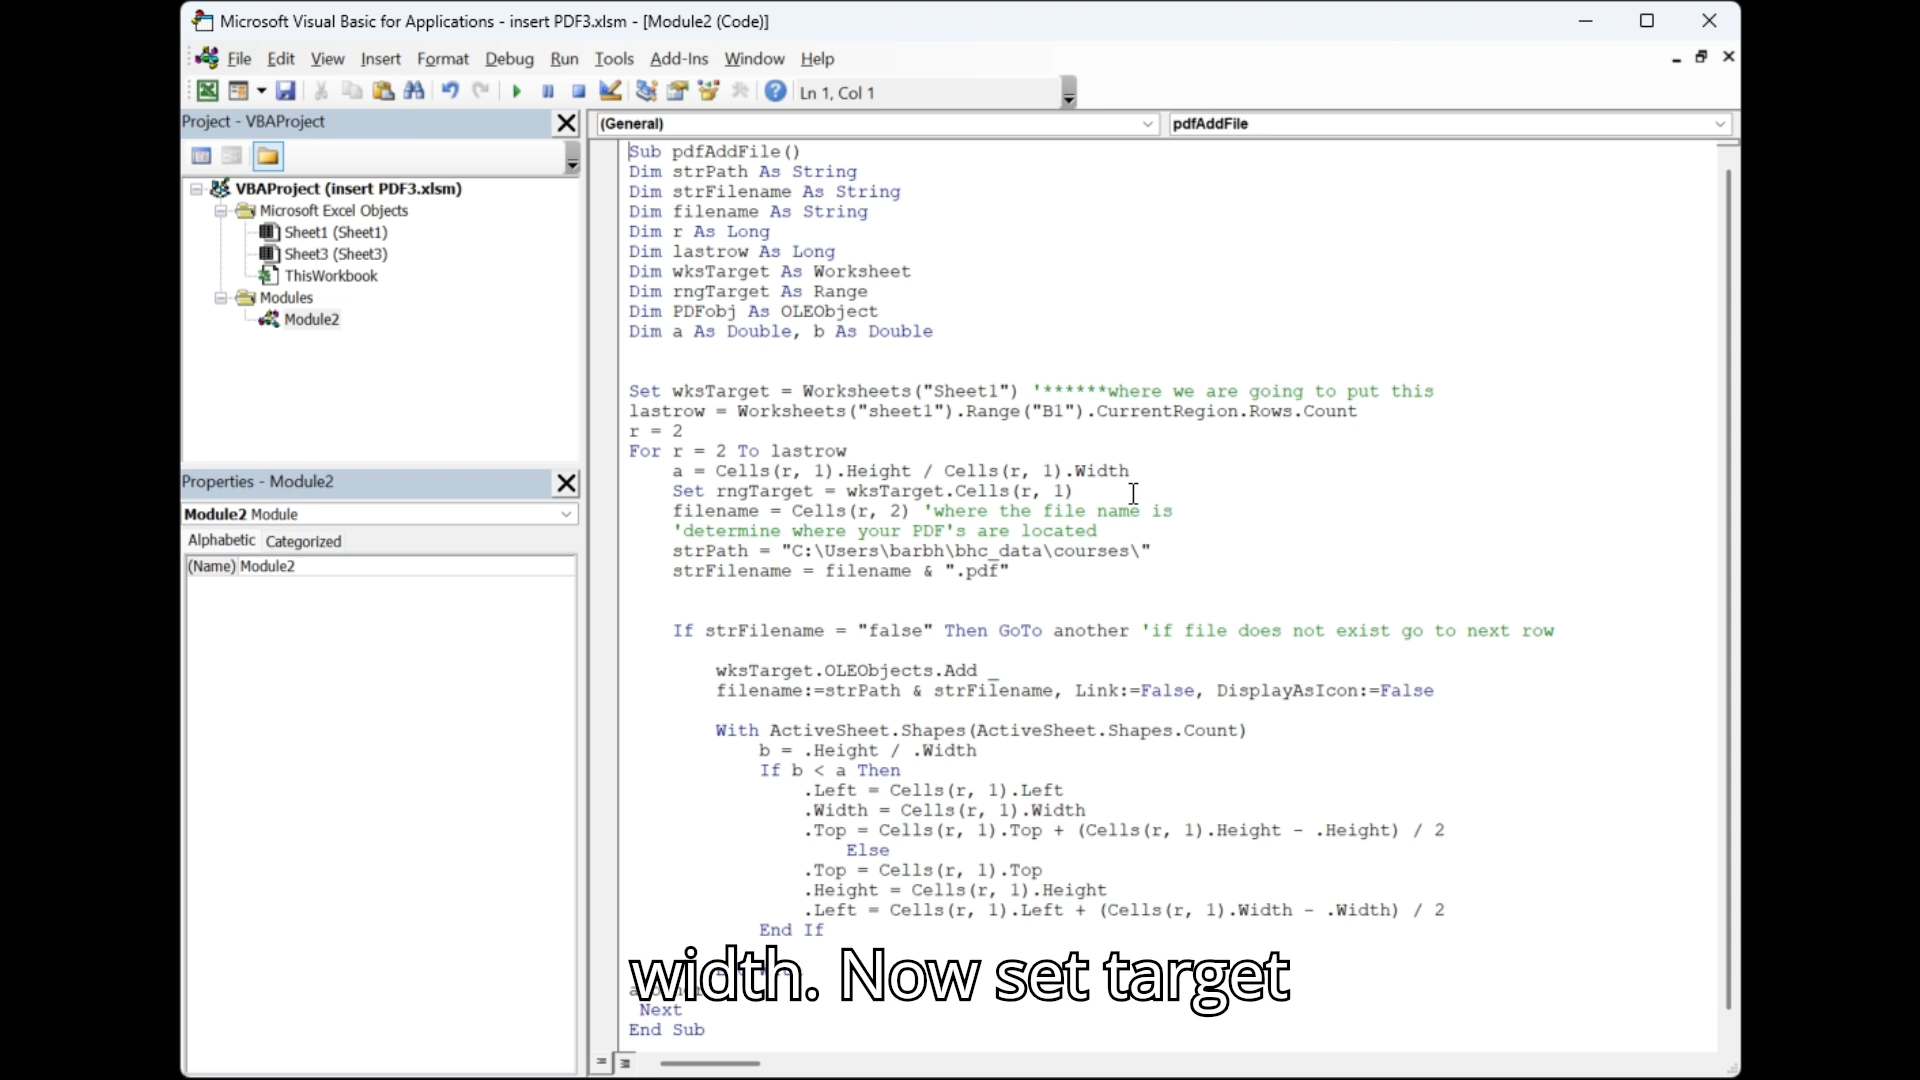 Microsoft Visual Basic for Applications - insert PDF3.xlsm - [Module2 (Code)]
File Edit View Insert Format Debug Run Tools Add-Ins Window Help
Ln 1, Col 1
Project - VBAProject
VBAProject (insert PDF3.xlsm)
Microsoft Excel Objects
Sheet1 (Sheet1)
Sheet3 (Sheet3)
ThisWorkbook
Modules
Module2
Properties - Module2
Module2 Module
Alphabetic Categorized
(Name) Module2
(General) pdfAddFile
Sub pdfAddFile()
Dim strPath As String
Dim strFilename As String
Dim filename As String
Dim r As Long
Dim lastrow As Long
Dim wksTarget As Worksheet
Dim rngTarget As Range
Dim PDFobj As OLEObject
Dim a As Double, b As Double
Set wksTarget = Worksheets("Sheet1") '******where we are going to put this
lastrow = Worksheets("sheet1").Range("B1").CurrentRegion.Rows.Count
r = 2
For r = 2 To lastrow
a = Cells(r, 1).Height / Cells(r, 1).Width
Set rngTarget = wksTarget.Cells(r, 1)
filename = Cells(r, 2) 'where the file name is
'determine where your PDF's are located
strPath = "C:\Users\barbh\bhc_data\courses\"
strFilename = filename & ".pdf"
If strFilename = "false" Then GoTo another 'if file does not exist go to next row
wksTarget.OLEObjects.Add _
filename:=strPath & strFilename, Link:=False, DisplayAsIcon:=False
With ActiveSheet.Shapes(ActiveSheet.Shapes.Count)
b = .Height / .Width
If b < a Then
.Left = Cells(r, 1).Left
.Width = Cells(r, 1).Width
.Top = Cells(r, 1).Top + (Cells(r, 1).Height - .Height) / 2
Else
.Top = Cells(r, 1).Top
.Height = Cells(r, 1).Height
.Left = Cells(r, 1).Left + (Cells(r, 1).Width - .Width) / 2
End If
width. Now set target
Next
End Sub